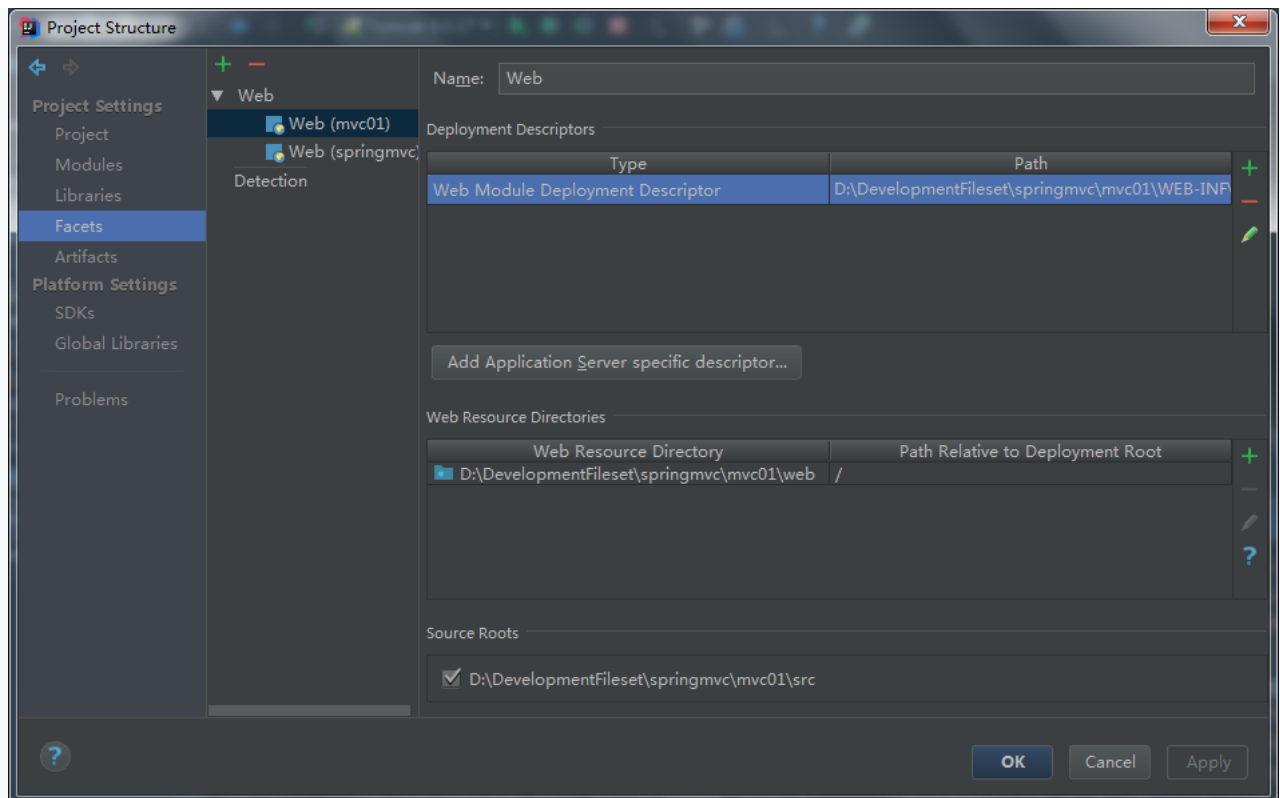 Project Structure
Project Settings
Project
Modules
Libraries
Facets
Artifacts
Platform Settings
SDKs
Global Libraries
Problems
Web
Web (mvc01)
Web (springmvc)
Detection
Name: Web
Deployment Descriptors
Type Path
Web Module Deployment Descriptor D:\DevelopmentFileset\springmvc\mvc01\WEB-INF\
Add Application Server specific descriptor...
Web Resource Directories
Web Resource Directory Path Relative to Deployment Root
D:\DevelopmentFileset\springmvc\mvc01\web /
Source Roots
D:\DevelopmentFileset\springmvc\mvc01\src
OK Cancel Apply